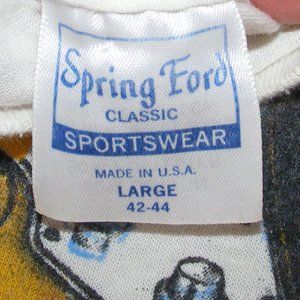 Spring Ford
CLASSIC
SPORTSWEAR
MADE IN U.S.A.
LARGE
42-44